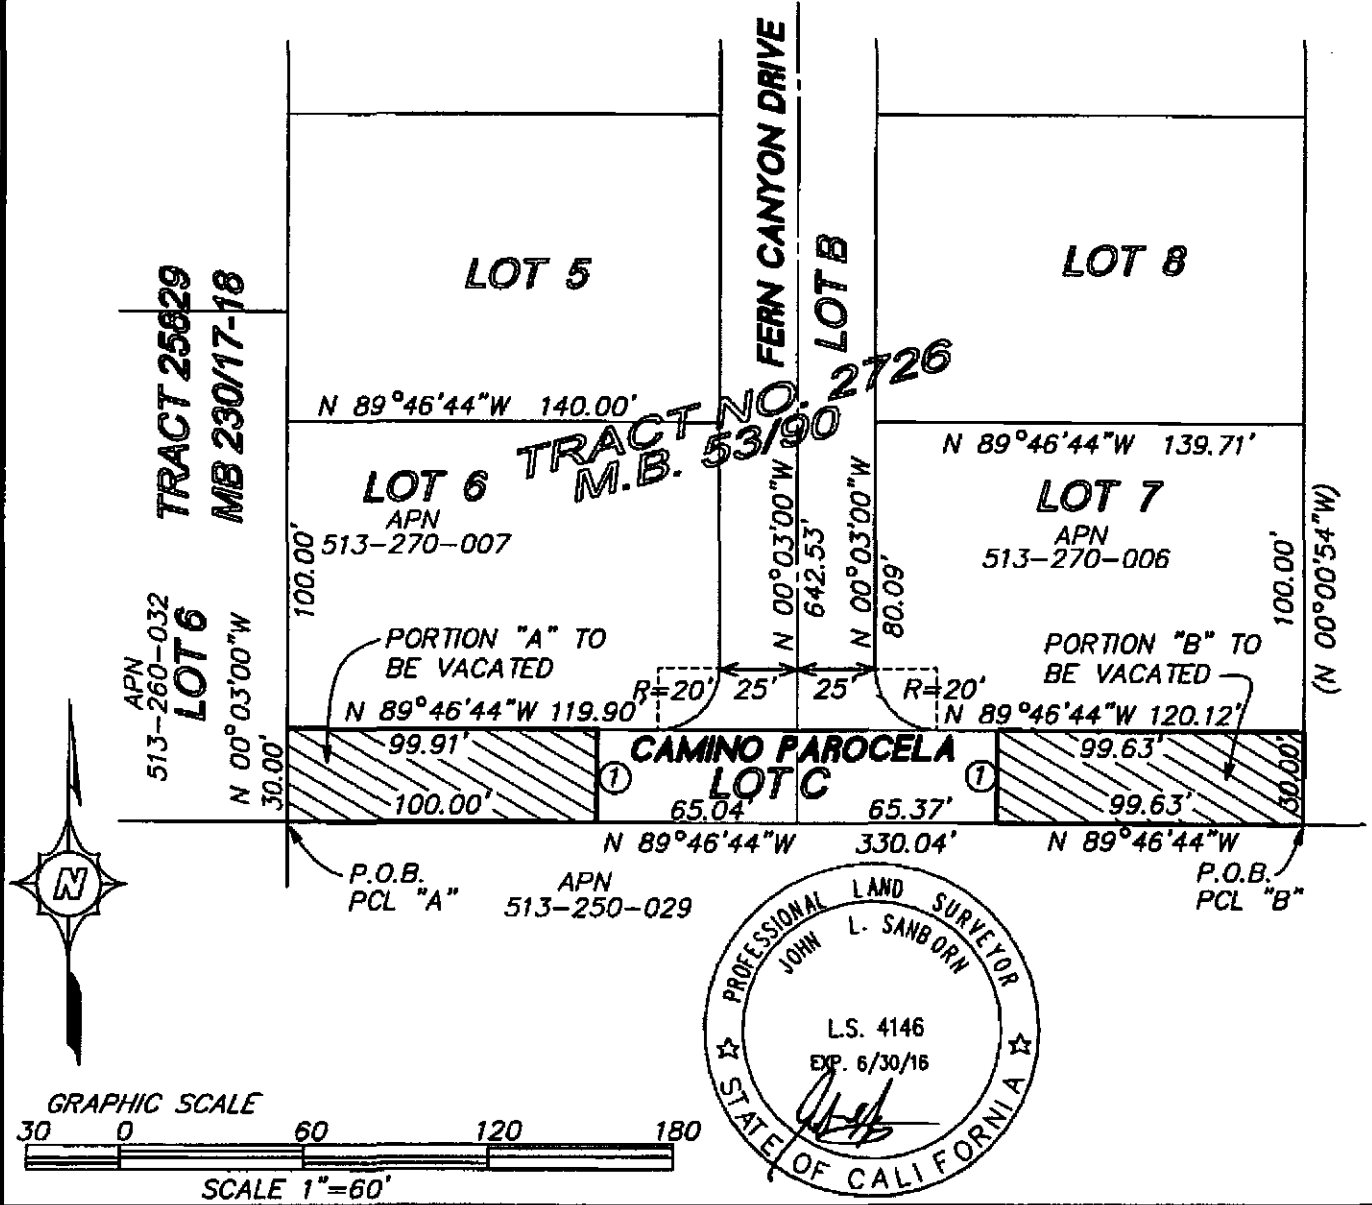 FERN CANYON DRIVE
LOT B
LOT 5
LOT 8
TRACT 25829
MB 230/17-18
TRACT NO. 2726
M.B. 53/90
N 89°46'44"W 140.00'
N 89°46'44"W 139.71'
LOT 6
APN
513-270-007
LOT 7
APN
513-270-006
100.00'
N 00°03'00"W
642.53'
N 00°03'00"W
80.09'
100.00'
(N 00°00'54"W)
APN
513-260-032
LOT 6
N 00°03'00"W
30.00'
PORTION "A" TO
BE VACATED
PORTION "B" TO
BE VACATED
R=20' 25' 25' R=20'
N 89°46'44"W 119.90'
N 89°46'44"W 120.12'
99.91'
CAMINO PAROCELA
99.63'
1
LOT C
1
30.00'
100.00'
65.04'
65.37'
99.63'
N 89°46'44"W 330.04'
N 89°46'44"W
P.O.B.
PCL "A"
APN
513-250-029
P.O.B.
PCL "B"
N
PROFESSIONAL LAND SURVEYOR
JOHN L. SANBORN
L.S. 4146
EXP. 6/30/16
STATE OF CALIFORNIA
GRAPHIC SCALE
30 0 60 120 180
SCALE 1"=60'